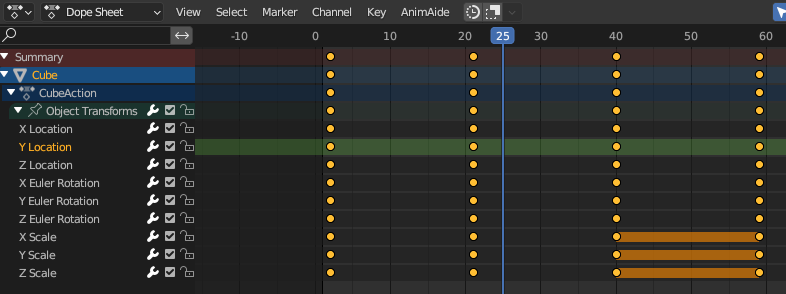 Dope Sheet View Select Marker Channel Key AnimAide
-10 0 10 20 25 30 40 50 60
Summary
Cube
CubeAction
Object Transforms
X Location
Y Location
Z Location
X Euler Rotation
Y Euler Rotation
Z Euler Rotation
X Scale
Y Scale
Z Scale